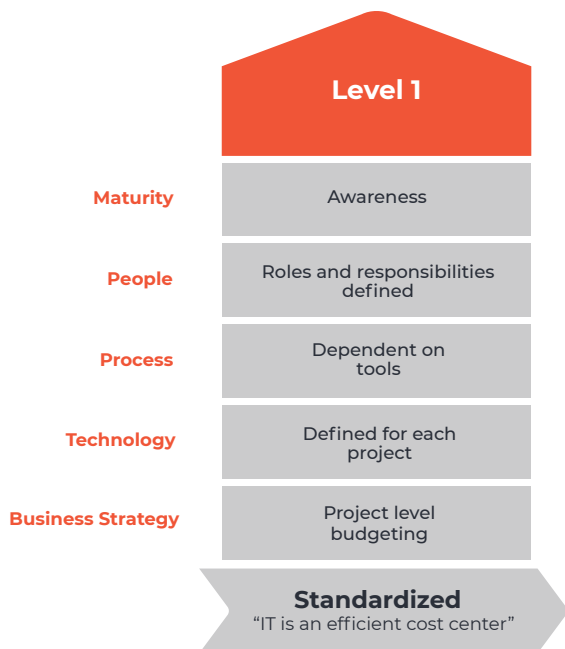 Level 1
Maturity
Awareness
People
Roles and responsibilities
defined
Process
Dependent on
tools
Technology
Defined for each
project
Business Strategy
Project level
budgeting
Standardized
“IT is an efficient cost center”